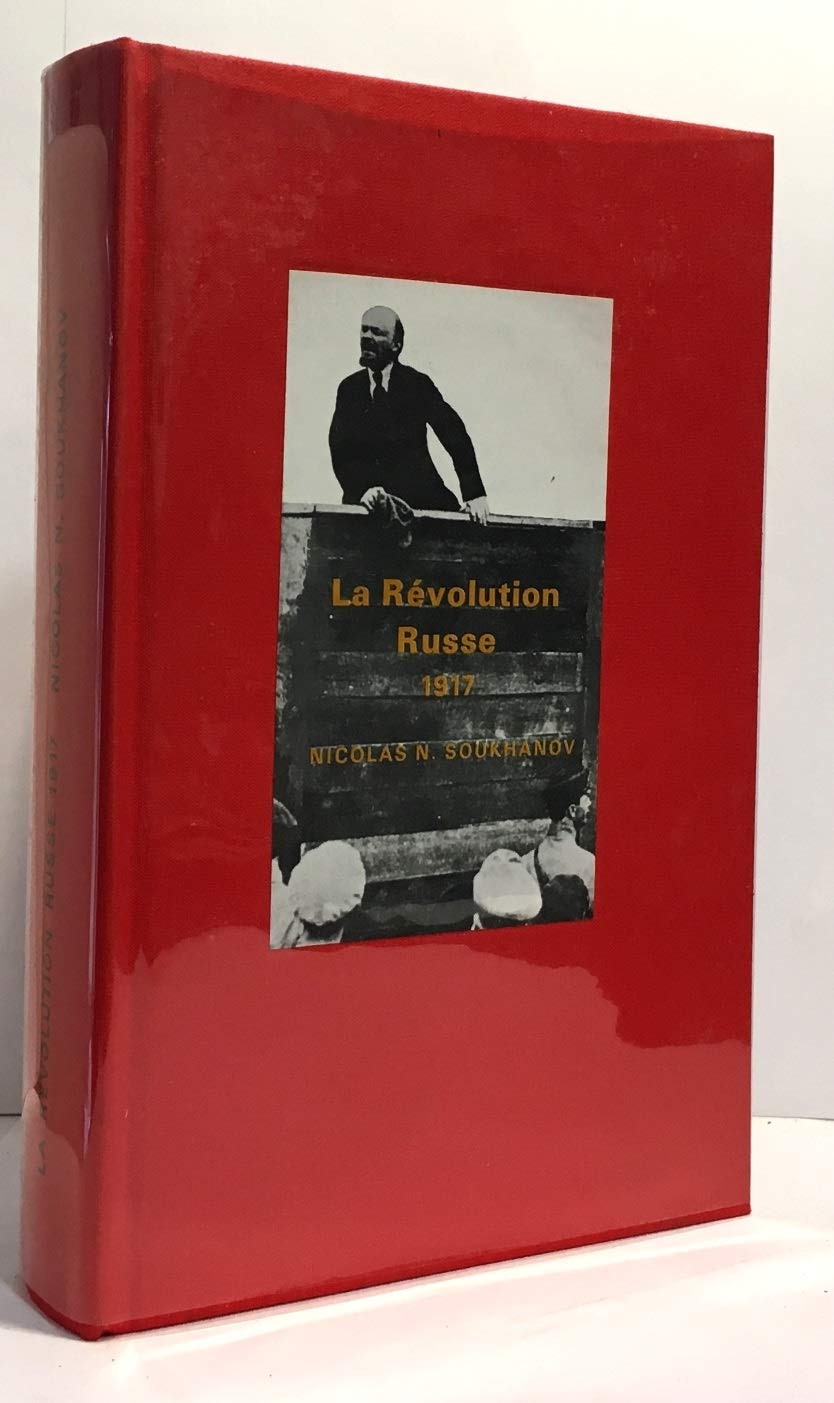 La Révolution
Russe
1917
NICOLAS N. SOUKHANOV
LA RÉVOLUTION RUSSE 1917 NICOLAS N. SOUKHANOV